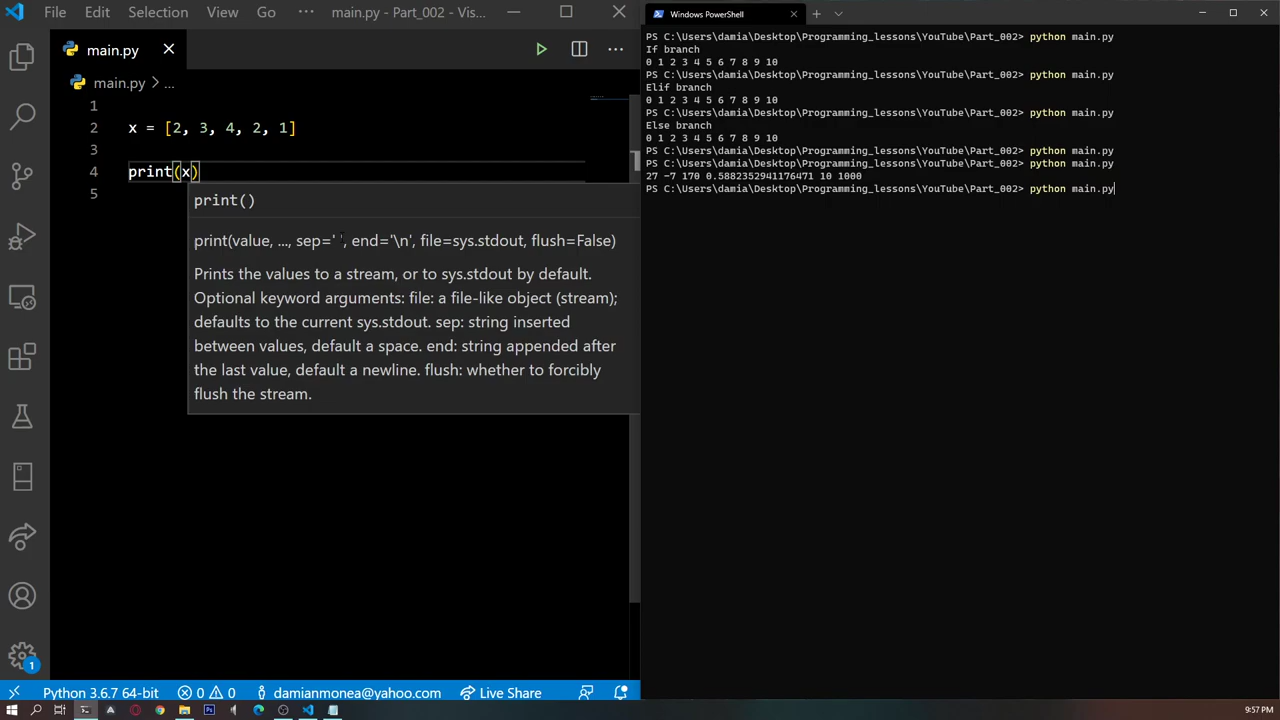 File Edit Selection View Go ··· main.py - Part_002 - Vis...
main.py
main.py > ...
1
2 x = [2, 3, 4, 2, 1]
3
4 print(x)
5
print()
print(value, ..., sep=' ', end='\n', file=sys.stdout, flush=False)
Prints the values to a stream, or to sys.stdout by default.
Optional keyword arguments: file: a file-like object (stream);
defaults to the current sys.stdout. sep: string inserted
between values, default a space. end: string appended after
the last value, default a newline. flush: whether to forcibly
flush the stream.
1
Python 3.6.7 64-bit 0 0 damianmonea@yahoo.com Live Share
Windows PowerShell
PS C:\Users\damia\Desktop\Programming_lessons\YouTube\Part_002> python main.py
If branch
0 1 2 3 4 5 6 7 8 9 10
PS C:\Users\damia\Desktop\Programming_lessons\YouTube\Part_002> python main.py
Elif branch
0 1 2 3 4 5 6 7 8 9 10
PS C:\Users\damia\Desktop\Programming_lessons\YouTube\Part_002> python main.py
Else branch
0 1 2 3 4 5 6 7 8 9 10
PS C:\Users\damia\Desktop\Programming_lessons\YouTube\Part_002> python main.py
PS C:\Users\damia\Desktop\Programming_lessons\YouTube\Part_002> python main.py
27 -7 170 0.5882352941176471 10 1000
PS C:\Users\damia\Desktop\Programming_lessons\YouTube\Part_002> python main.py
9:57 PM